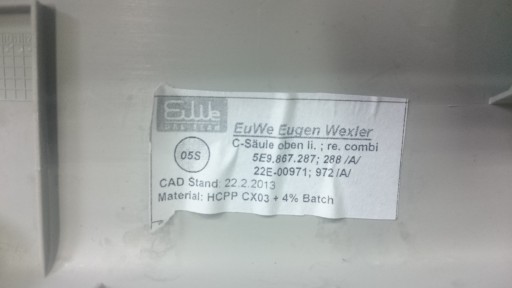 EuWe
EuWe Eugen Wexler
C-Säule oben li. ; re. combi
05S
5E9.867.287; 288 /A/
22E-00971; 972 /A/
CAD Stand: 22.2.2013
Material: HCPP CX03 + 4% Batch